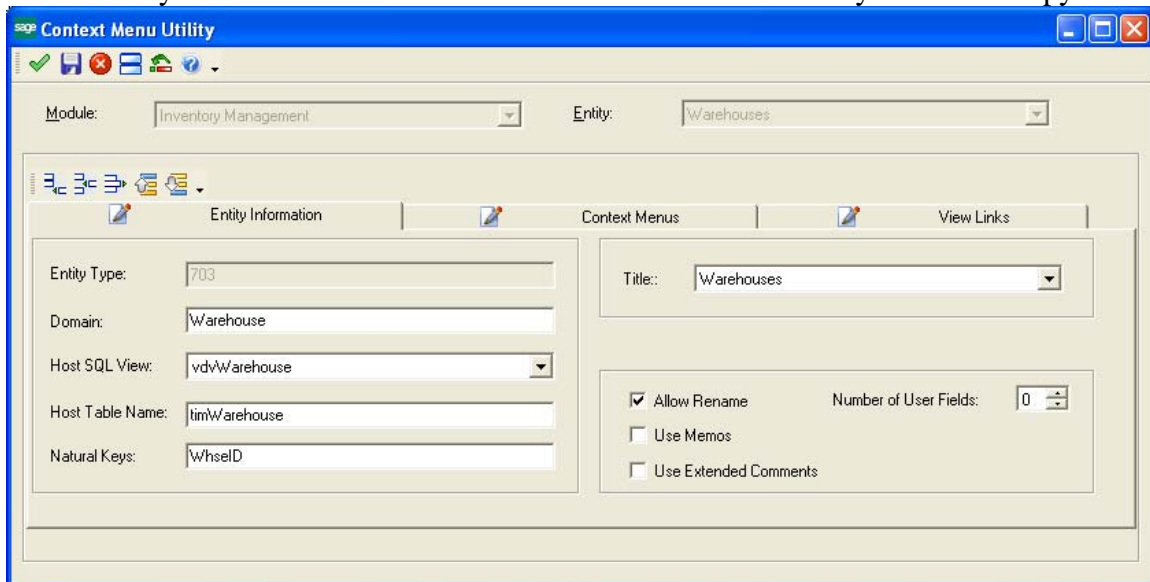 sage Context Menu Utility
Module: Inventory Management Entity: Warehouses
Entity Information Context Menus View Links
Entity Type: 703 Title:: Warehouses
Domain: Warehouse
Host SQL View: vdvWarehouse
Host Table Name: timWarehouse Allow Rename Number of User Fields: 0
Use Memos
Natural Keys: WhseID
Use Extended Comments